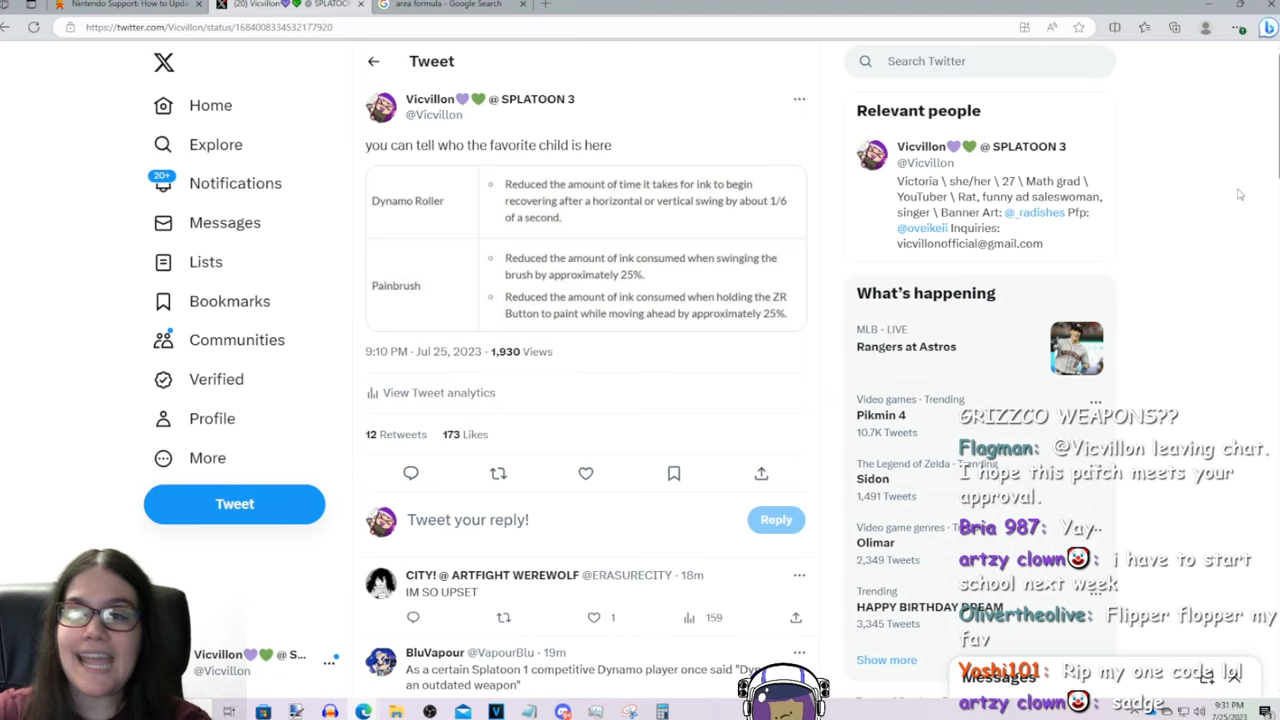 Nintendo Support: How to Upda
(20) Vicvillon💜💚 @ SPLATOO
area formula - Google Search
https://twitter.com/Vicvillon/status/1684008334532177920
Home
Explore
20+
Notifications
Messages
Lists
Bookmarks
Communities
Verified
Profile
More
Tweet
Vicvillon💜💚 @ S...
@Vicvillon
Tweet
Vicvillon💜💚 @ SPLATOON 3
@Vicvillon
you can tell who the favorite child is here
Dynamo Roller
Reduced the amount of time it takes for ink to begin
recovering after a horizontal or vertical swing by about 1/6
of a second.
Painbrush
Reduced the amount of ink consumed when swinging the
brush by approximately 25%.
Reduced the amount of ink consumed when holding the ZR
Button to paint while moving ahead by approximately 25%.
9:10 PM · Jul 25, 2023 · 1,930 Views
View Tweet analytics
12 Retweets 173 Likes
Tweet your reply!
Reply
CITY! @ ARTFIGHT WEREWOLF @ERASURECITY · 18m
IM SO UPSET
1
159
BluVapour @VapourBlu · 19m
As a certain Splatoon 1 competitive Dynamo player once said "Dy
an outdated weapon"
Search Twitter
Relevant people
Vicvillon💜💚 @ SPLATOON 3
@Vicvillon
Victoria \ she/her \ 27 \ Math grad \
YouTuber \ Rat, funny ad saleswoman,
singer \ Banner Art: @_radishes Pfp:
@oveikeii Inquiries:
vicvillonofficial@gmail.com
What's happening
MLB · LIVE
Rangers at Astros
Video games · Trending
Pikmin 4
10.7K Tweets
The Legend of Zelda · Trending
Sidon
1,491 Tweets
Video game genres · Trending
Olimar
2,349 Tweets
Trending
HAPPY BIRTHDAY DREAM
3,345 Tweets
Show more
Messages
GRIZZCO WEAPONS??
Flagman: @Vicvillon leaving chat.
I hope this patch meets your
approval.
Bria 987: Yay
artzy clown🤡: i have to start
school next week
Olivertheolive: Flipper flopper my
fav
Yoshi101: Rip my one code lol
artzy clown🤡: sadge
9:31 PM
7/25/2023